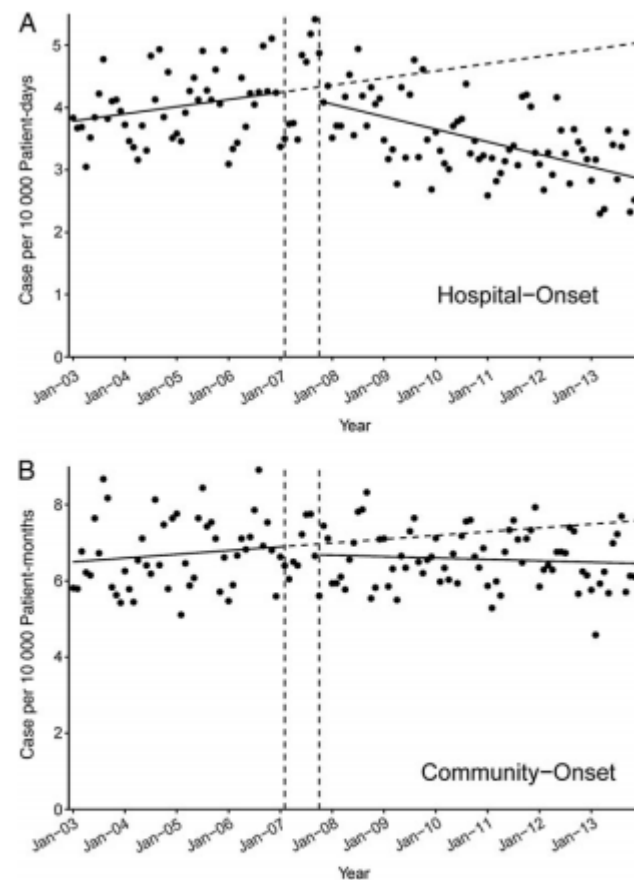 A
Case per 10 000 Patient-days
5
4
3
2
1
0
Hospital-Onset
Jan-03 Jan-04 Jan-05 Jan-06 Jan-07 Jan-08 Jan-09 Jan-10 Jan-11 Jan-12 Jan-13
Year
B
Case per 10 000 Patient-months
8
6
4
2
0
Community-Onset
Jan-03 Jan-04 Jan-05 Jan-06 Jan-07 Jan-08 Jan-09 Jan-10 Jan-11 Jan-12 Jan-13
Year